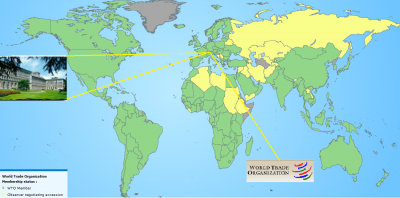 WORLD TRADE
ORGANIZATION
World Trade Organization
Membership status :
WTO Member
Observer negotiating accession